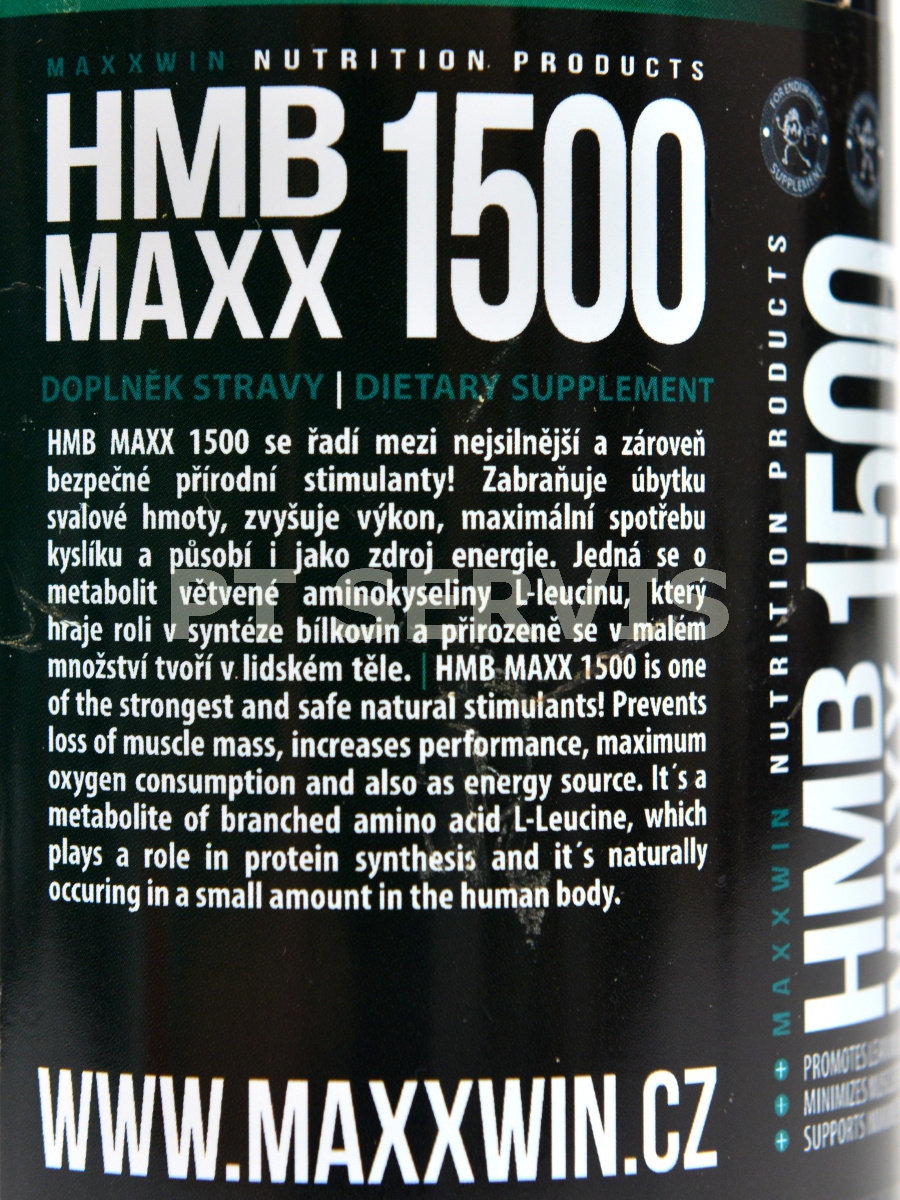 MAXXWIN NUTRITION PRODUCTS
HMB
MAXX
1500
DOPLNĚK STRAVY | DIETARY SUPPLEMENT
HMB MAXX 1500 se řadí mezi nejsilnější a zároveň
bezpečné přírodní stimulanty! Zabraňuje úbytku
svalové hmoty, zvyšuje výkon, maximální spotřebu
kyslíku a působí i jako zdroj energie. Jedná se o
metabolit větvené aminokyseliny L-leucinu, který
hraje roli v syntéze bílkovin a přirozeně se v malém
množství tvoří v lidském těle. | HMB MAXX 1500 is one
of the strongest and safe natural stimulants! Prevents
loss of muscle mass, increases performance, maximum
oxygen consumption and also as energy source. It´s a
metabolite of branched amino acid L-Leucine, which
plays a role in protein synthesis and it´s naturally
occuring in a small amount in the human body.
WWW.MAXXWIN.CZ
PT SERVIS
FOR ENDURANCE
SUPPLEMENT
MAXXWIN NUTRITION PRODUCTS
HMB 1500
MAXX
+ PROMOTES
+ MINIMIZES
+ SUPPORTS